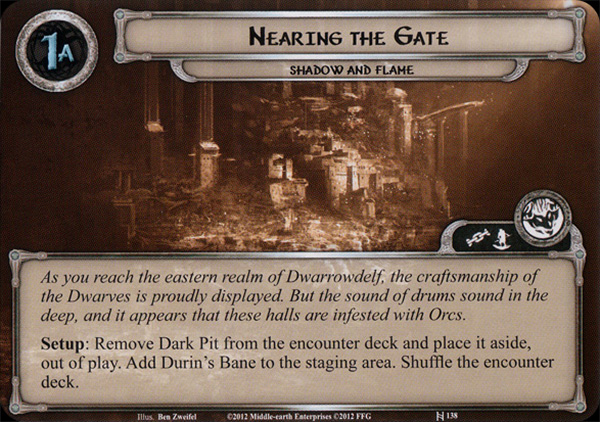 1A
NEARING THE GATE
SHADOW AND FLAME
As you reach the eastern realm of Dwarrowdelf, the craftsmanship of
the Dwarves is proudly displayed. But the sound of drums sound in the
deep, and it appears that these halls are infested with Orcs.
Setup: Remove Dark Pit from the encounter deck and place it aside,
out of play. Add Durin's Bane to the staging area. Shuffle the encounter
deck.
Illus. Ben Zweifel ©2012 Middle-earth Enterprises ©2012 FFG 138